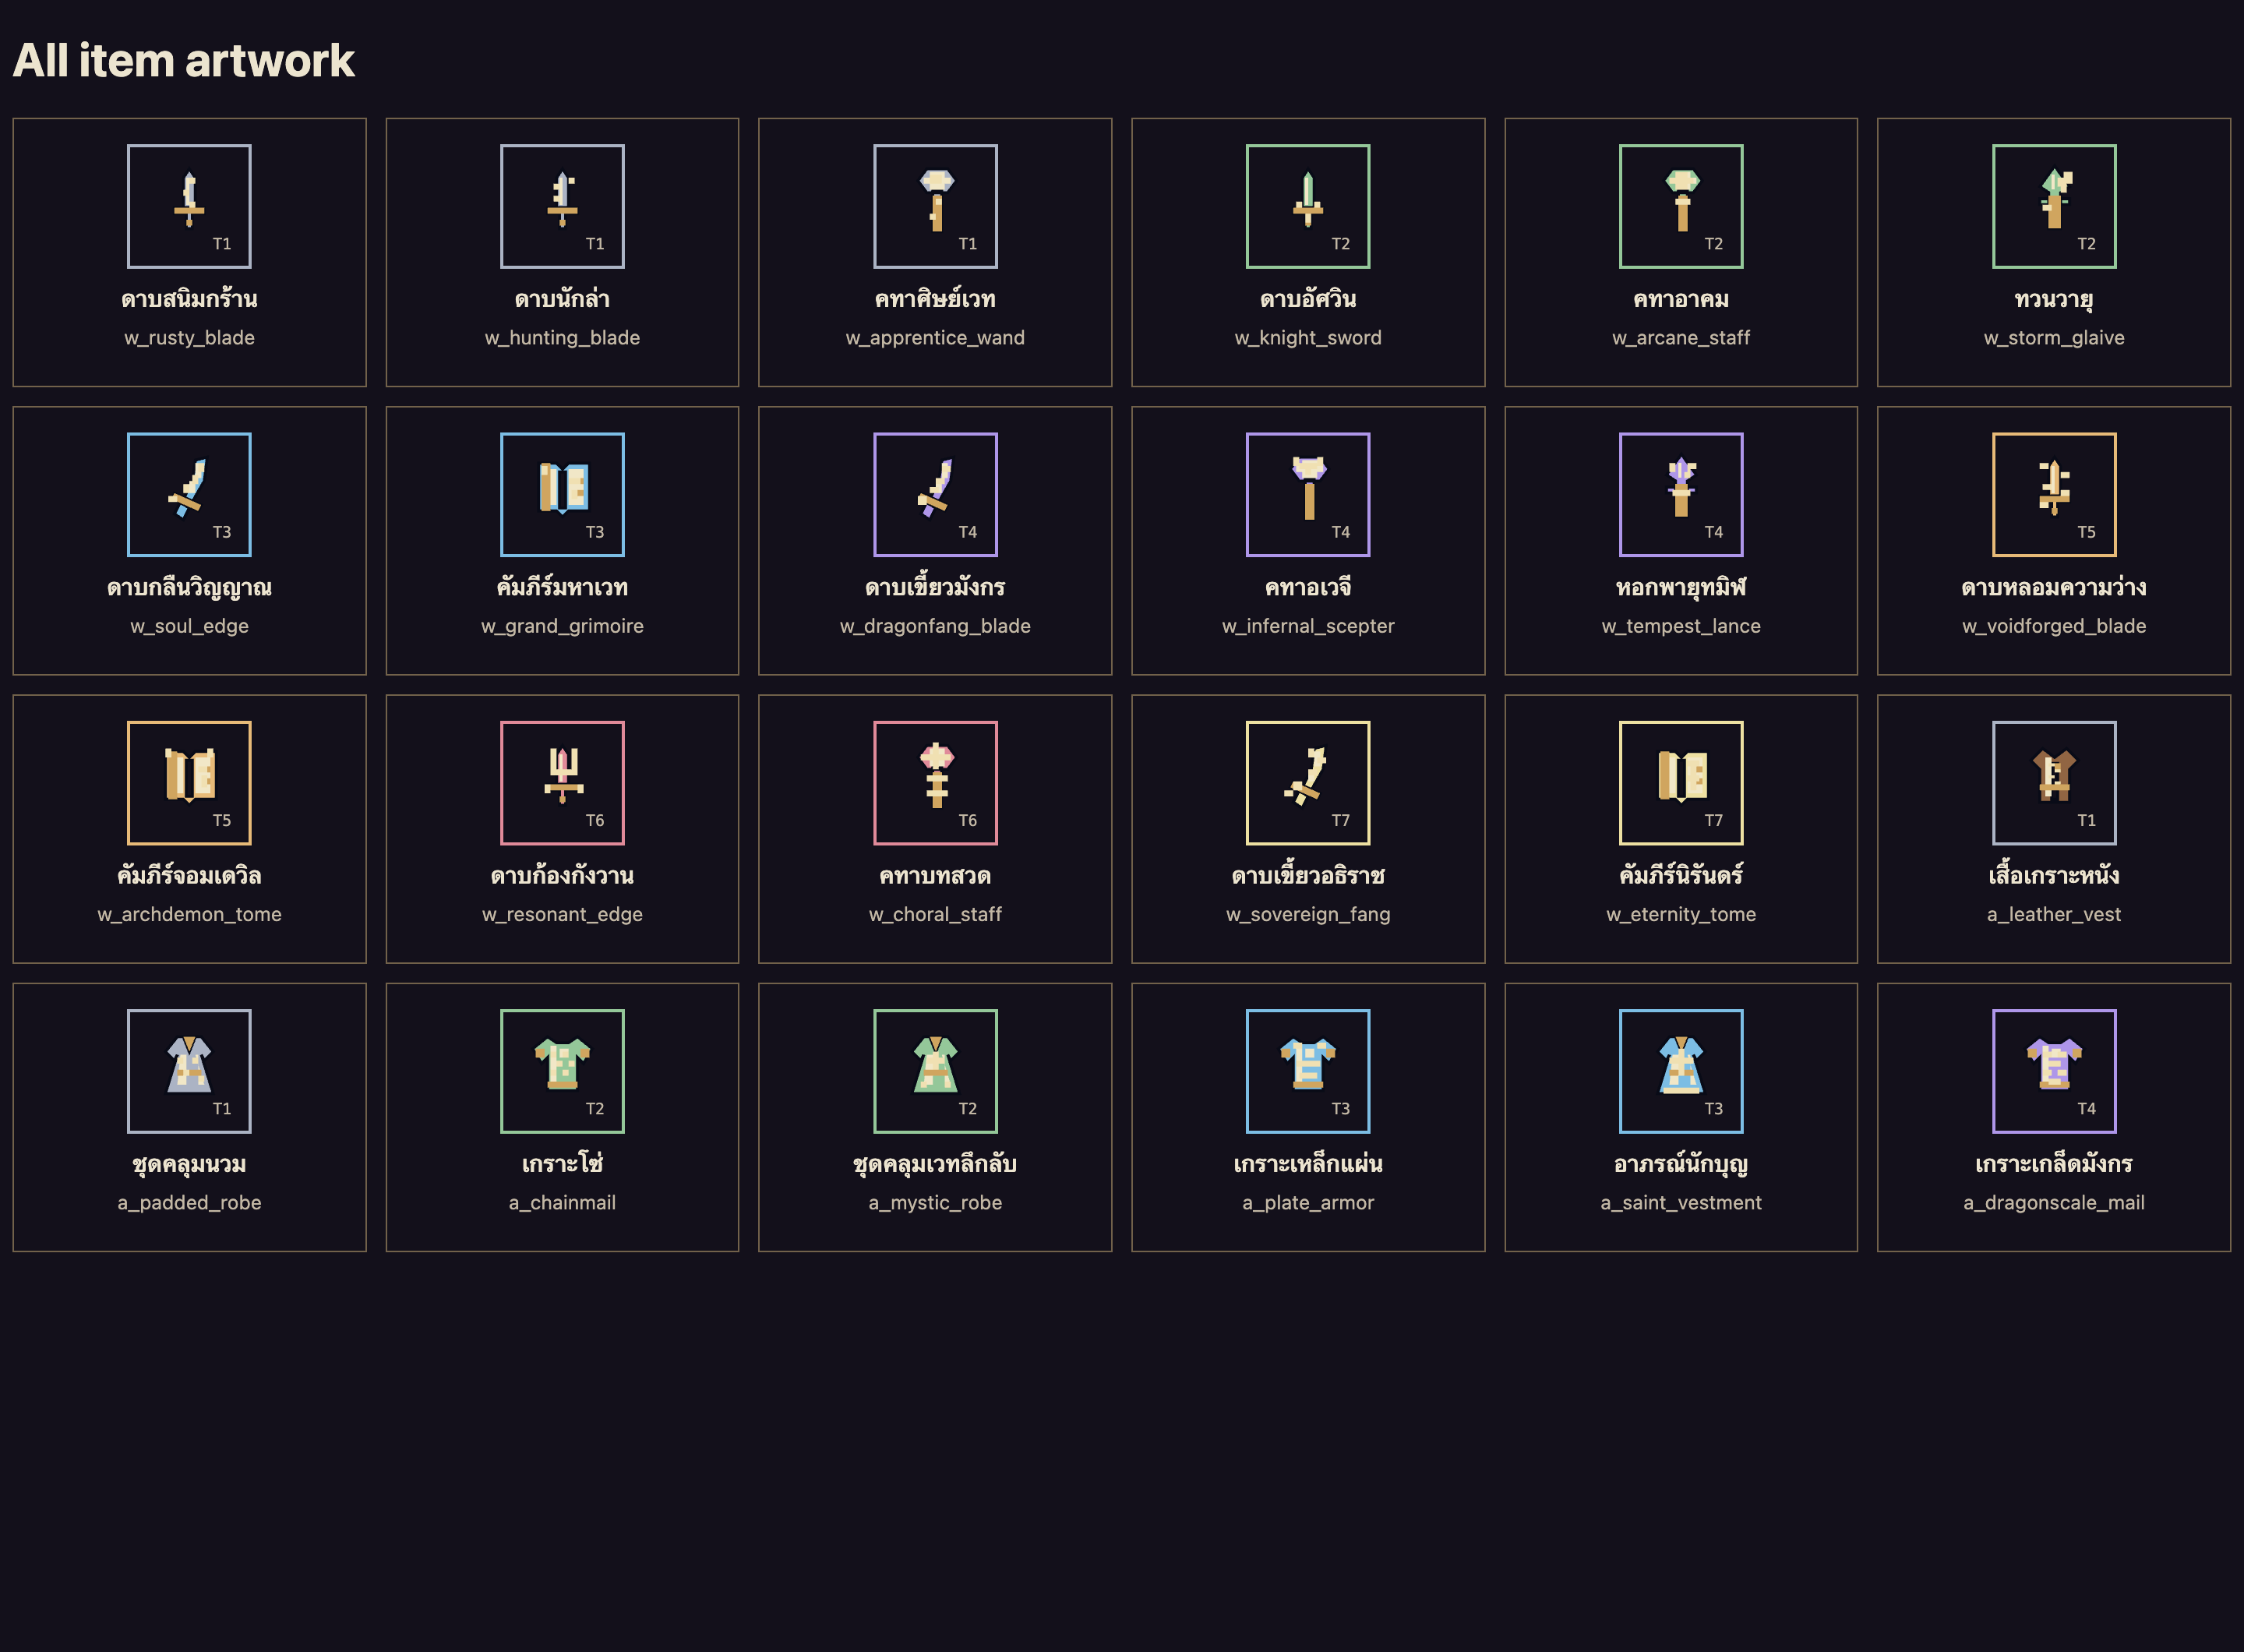 All item artwork
T1
ดาบสนิมกร้าน
w_rusty_blade
T1
ดาบนักล่า
w_hunting_blade
T1
คทาศิษย์เวท
w_apprentice_wand
T2
ดาบอัศวิน
w_knight_sword
T2
คทาอาคม
w_arcane_staff
T2
ทวนวายุ
w_storm_glaive
T3
ดาบกลืนวิญญาณ
w_soul_edge
T3
คัมภีร์มหาเวท
w_grand_grimoire
T4
ดาบเขี้ยวมังกร
w_dragonfang_blade
T4
คทาอเวจี
w_infernal_scepter
T4
หอกพายุทมิฬ
w_tempest_lance
T5
ดาบหลอมความว่าง
w_voidforged_blade
T5
คัมภีร์จอมเดวิล
w_archdemon_tome
T6
ดาบก้องกังวาน
w_resonant_edge
T6
คทาบทสวด
w_choral_staff
T7
ดาบเขี้ยวอธิราช
w_sovereign_fang
T7
คัมภีร์นิรันดร์
w_eternity_tome
T1
เสื้อเกราะหนัง
a_leather_vest
T1
ชุดคลุมนวม
a_padded_robe
T2
เกราะโซ่
a_chainmail
T2
ชุดคลุมเวทลึกลับ
a_mystic_robe
T3
เกราะเหล็กแผ่น
a_plate_armor
T3
อาภรณ์นักบุญ
a_saint_vestment
T4
เกราะเกล็ดมังกร
a_dragonscale_mail